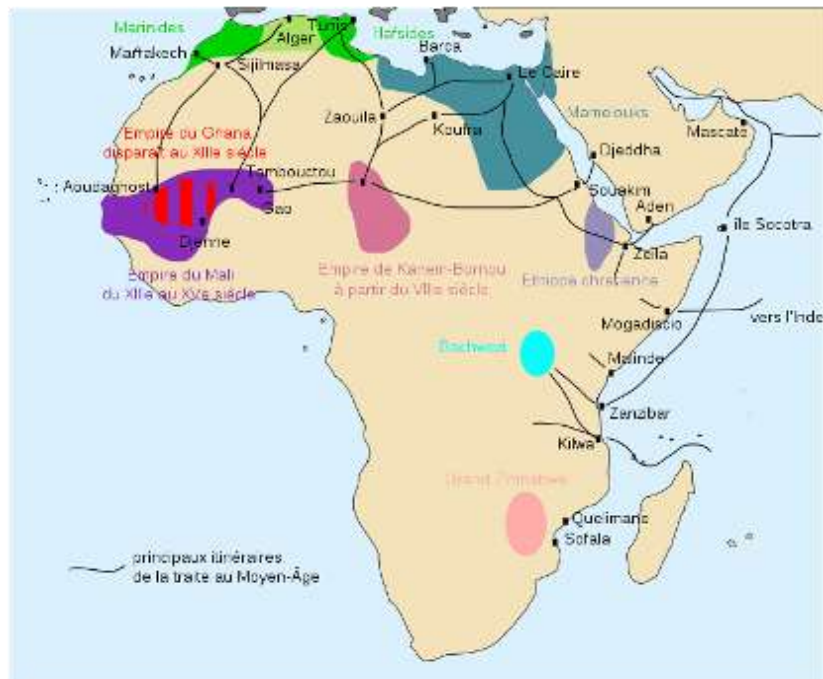 Marinides
Marrakech
Alger
Sijilmasa
Tunis
Hafsides
Barca
Le Caire
Zaouila
Koufra
Mamelouks
Mascate
Empire du Ghana
disparait au XIIIe siècle
Djeddha
Aoudaghost
Tombouctou
Gao
Souakim
Aden
île Socotra
Djenne
Zeila
Empire du Mali
du XIIe au XVe siècle
Empire de Kanem-Bornou
à partir du VIIIe siècle
Ethiopie chrétienne
Mogadiscio
vers l'Inde
Bachwezi
Malinde
Zanzibar
Kilwa
Grand Zimbabwe
Quelimane
Sofala
principaux itinéraires
de la traite au Moyen-Âge